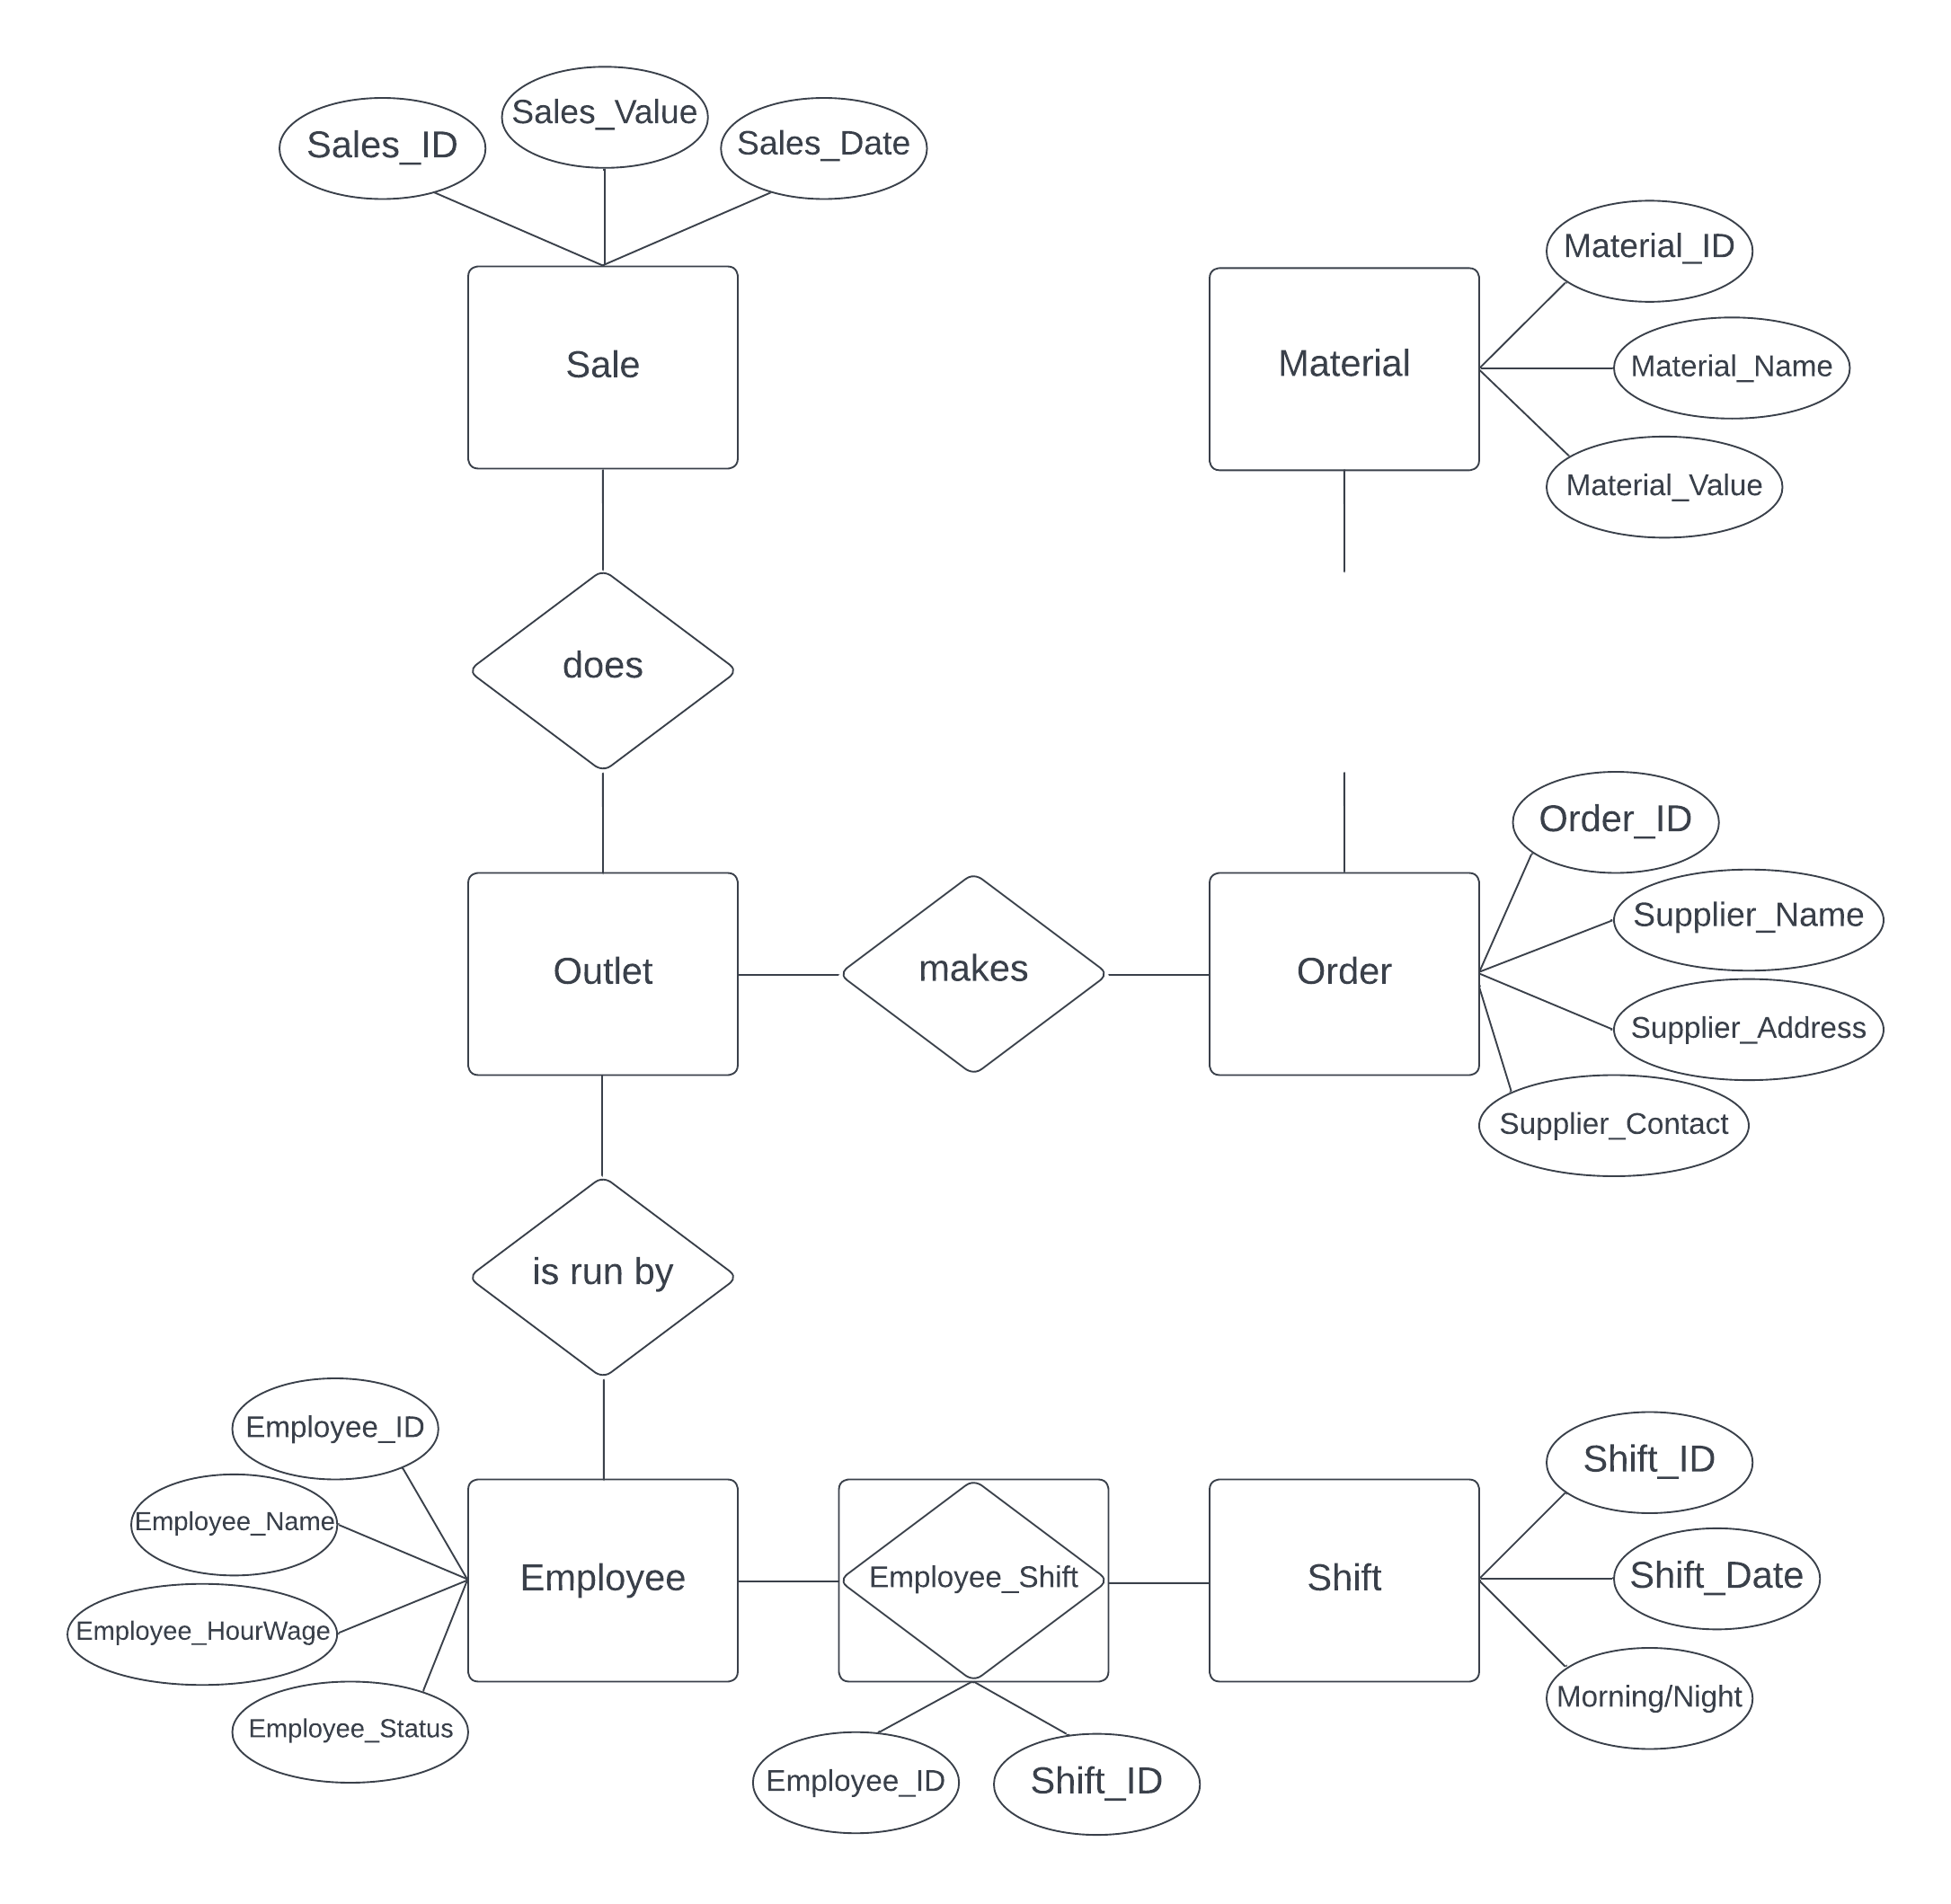 Sales_ID
Sales_Value
Sales_Date
Sale
Material
Material_ID
Material_Name
Material_Value
does
Outlet
makes
Order
Order_ID
Supplier_Name
Supplier_Address
Supplier_Contact
is run by
Employee_ID
Employee_Name
Employee_HourWage
Employee_Status
Employee
Employee_Shift
Shift
Shift_ID
Shift_Date
Morning/Night
Employee_ID
Shift_ID